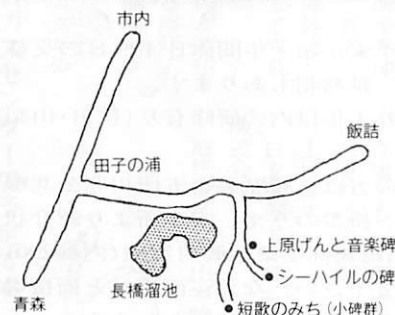 市内
飯詰
田子の浦
上原げんと音楽碑
シーハイルの碑
長橋溜池
青森
短歌のみち（小碑群）